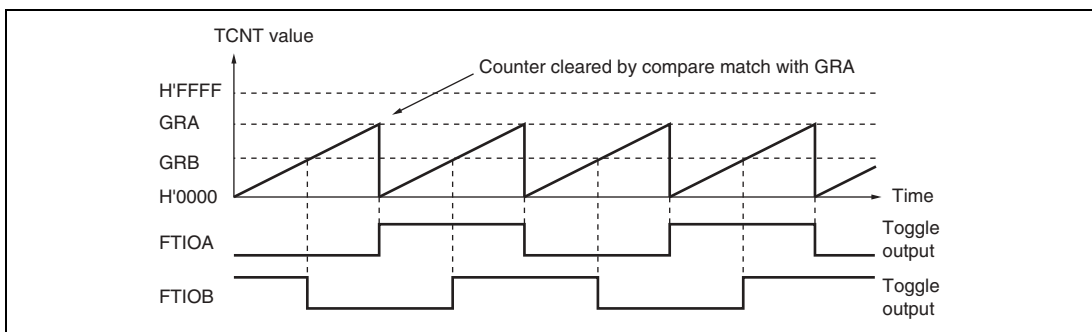 TCNT value
Counter cleared by compare match with GRA
H'FFFF
GRA
GRB
H'0000
Time
FTIOA
Toggle
output
FTIOB
Toggle
output